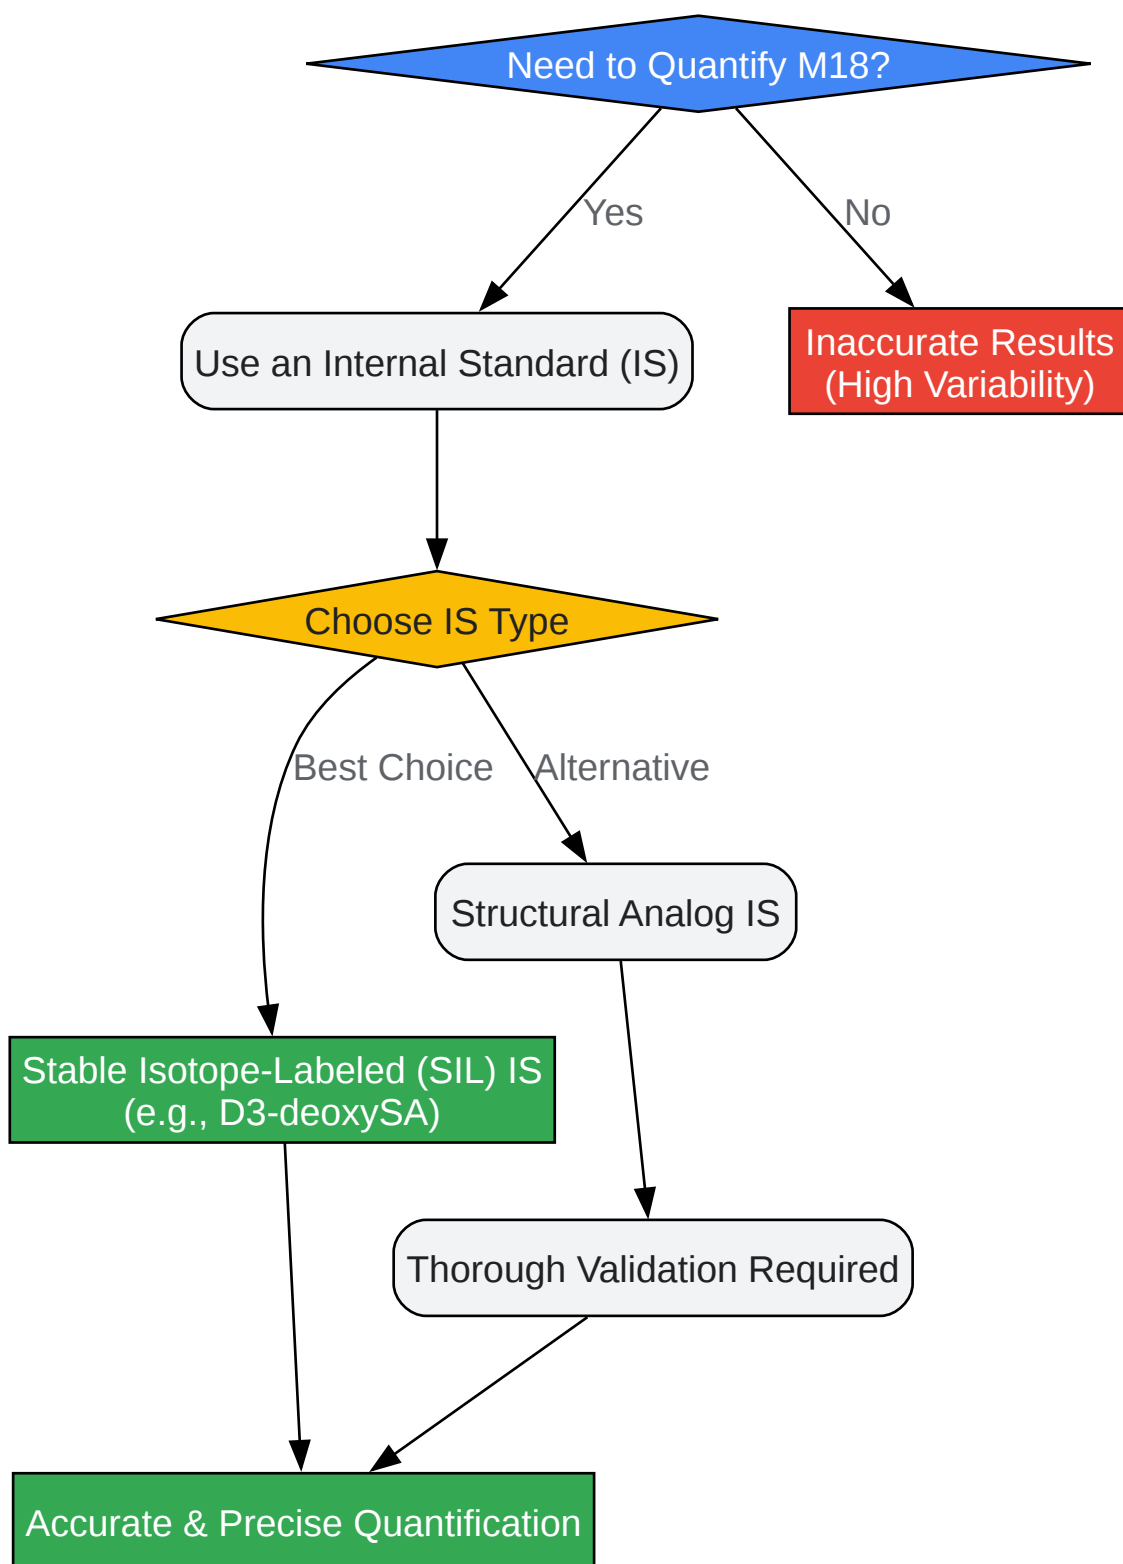 Need to Quantify M18?
Yes
No
Use an Internal Standard (IS)
Inaccurate Results
(High Variability)
Choose IS Type
Best Choice
Alternative
Structural Analog IS
Stable Isotope-Labeled (SIL) IS
(e.g., D3-deoxySA)
Thorough Validation Required
Accurate & Precise Quantification